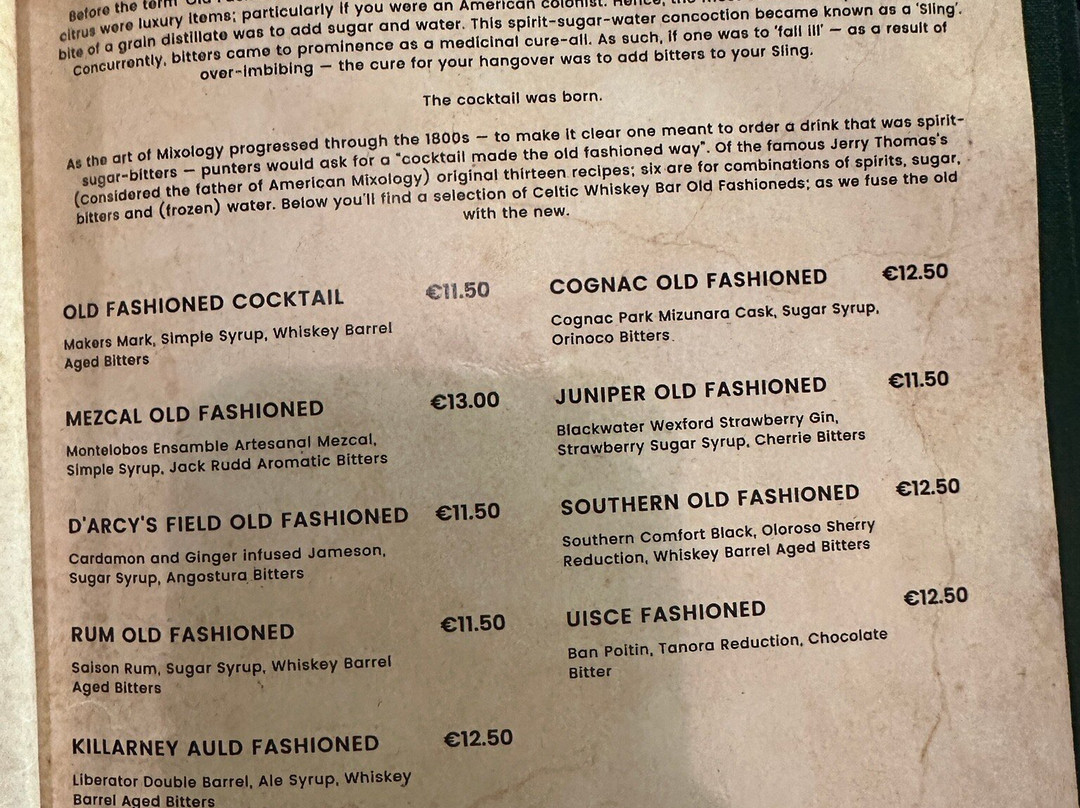 Before the term
citrus were luxury items; particularly if you were an American colonist. Hence,
bite of a grain distillate was to add sugar and water. This spirit-sugar-water concoction became known as a 'Sling'.
Concurrently, bitters came to prominence as a medicinal cure-all. As such, if one was to 'fall ill' – as a result of
over-imbibing – the cure for your hangover was to add bitters to your Sling.
The cocktail was born.
As the art of Mixology progressed through the 1800s – to make it clear one meant to order a drink that was spirit-
sugar-bitters – punters would ask for a "cocktail made the old fashioned way". Of the famous Jerry Thomas's
(considered the father of American Mixology) original thirteen recipes; six are for combinations of spirits, sugar,
bitters and (frozen) water. Below you'll find a selection of Celtic Whiskey Bar Old Fashioneds; as we fuse the old
with the new.
OLD FASHIONED COCKTAIL €11.50
Makers Mark, Simple Syrup, Whiskey Barrel
Aged Bitters
MEZCAL OLD FASHIONED €13.00
Montelobos Ensamble Artesanal Mezcal,
Simple Syrup, Jack Rudd Aromatic Bitters
D'ARCY'S FIELD OLD FASHIONED €11.50
Cardamon and Ginger infused Jameson,
Sugar Syrup, Angostura Bitters
RUM OLD FASHIONED €11.50
Saison Rum, Sugar Syrup, Whiskey Barrel
Aged Bitters
KILLARNEY AULD FASHIONED €12.50
Liberator Double Barrel, Ale Syrup, Whiskey
Barrel Aged Bitters
COGNAC OLD FASHIONED €12.50
Cognac Park Mizunara Cask, Sugar Syrup,
Orinoco Bitters.
JUNIPER OLD FASHIONED €11.50
Blackwater Wexford Strawberry Gin,
Strawberry Sugar Syrup, Cherrie Bitters
SOUTHERN OLD FASHIONED €12.50
Southern Comfort Black, Oloroso Sherry
Reduction, Whiskey Barrel Aged Bitters
UISCE FASHIONED €12.50
Ban Poitin, Tanora Reduction, Chocolate
Bitter